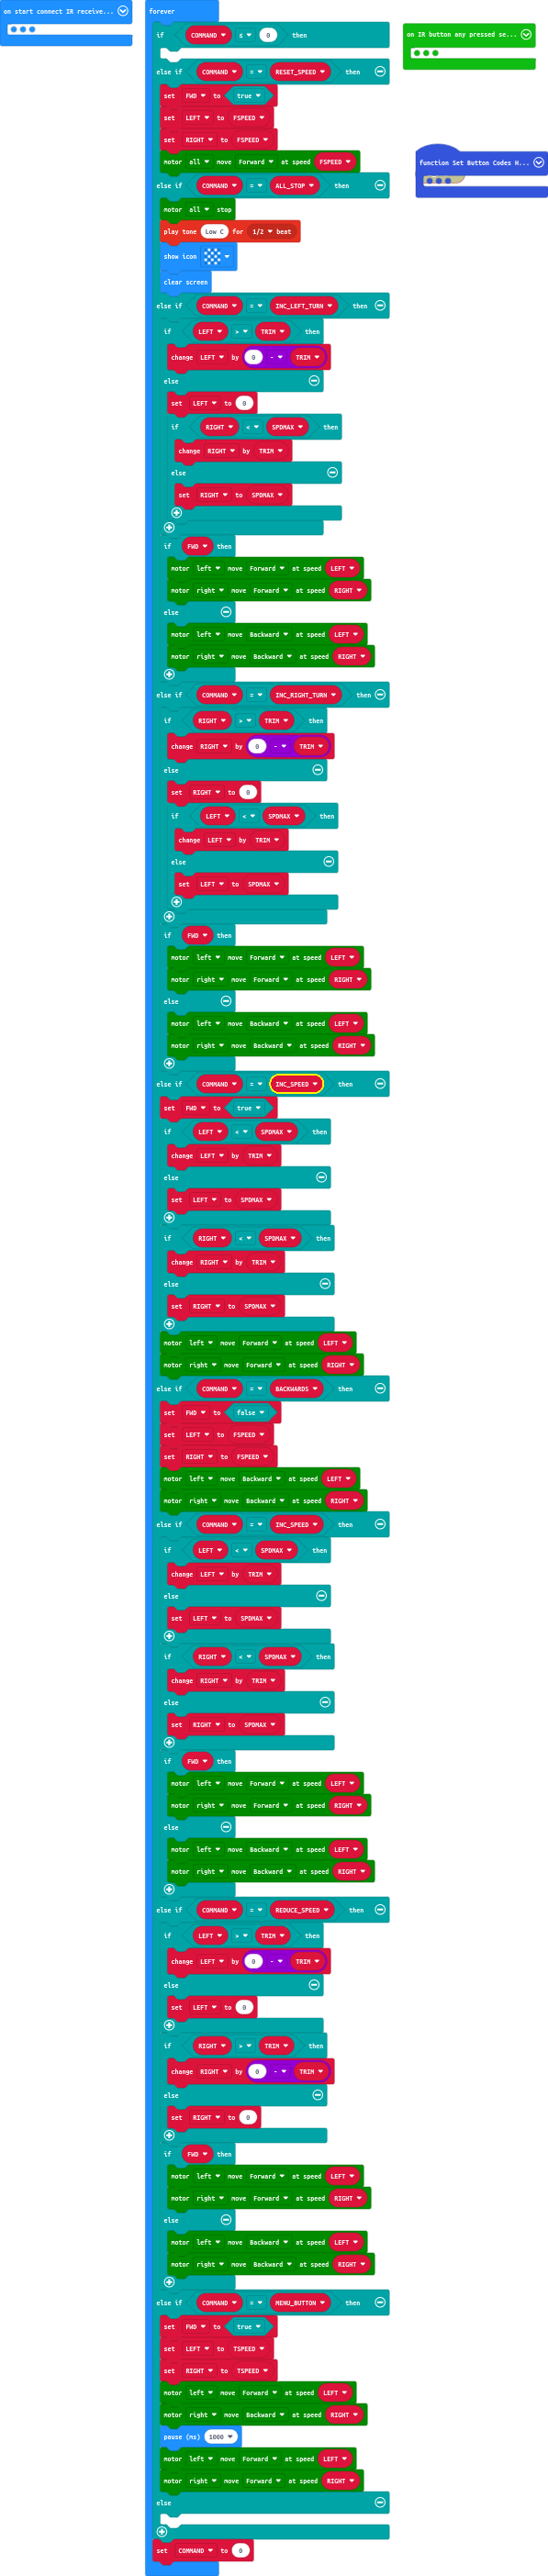 on start connect IR receive...
forever
if COMMAND ≤ 0 then
on IR button any pressed se...
else if COMMAND = RESET_SPEED then
set FWD to true
set LEFT to FSPEED
set RIGHT to FSPEED
motor all move Forward at speed FSPEED
function Set Button Codes H...
else if COMMAND = ALL_STOP then
motor all stop
play tone Low C for 1/2 beat
show icon
clear screen
else if COMMAND = INC_LEFT_TURN then
if LEFT > TRIM then
change LEFT by 0 - TRIM
else
set LEFT to 0
if RIGHT < SPDMAX then
change RIGHT by TRIM
else
set RIGHT to SPDMAX
if FWD then
motor left move Forward at speed LEFT
motor right move Forward at speed RIGHT
else
motor left move Backward at speed LEFT
motor right move Backward at speed RIGHT
else if COMMAND = INC_RIGHT_TURN then
if RIGHT > TRIM then
change RIGHT by 0 - TRIM
else
set RIGHT to 0
if LEFT < SPDMAX then
change LEFT by TRIM
else
set LEFT to SPDMAX
if FWD then
motor left move Forward at speed LEFT
motor right move Forward at speed RIGHT
else
motor left move Backward at speed LEFT
motor right move Backward at speed RIGHT
else if COMMAND = INC_SPEED then
set FWD to true
if LEFT < SPDMAX then
change LEFT by TRIM
else
set LEFT to SPDMAX
if RIGHT < SPDMAX then
change RIGHT by TRIM
else
set RIGHT to SPDMAX
motor left move Forward at speed LEFT
motor right move Forward at speed RIGHT
else if COMMAND = BACKWARDS then
set FWD to false
set LEFT to FSPEED
set RIGHT to FSPEED
motor left move Backward at speed LEFT
motor right move Backward at speed RIGHT
else if COMMAND = INC_SPEED then
if LEFT < SPDMAX then
change LEFT by TRIM
else
set LEFT to SPDMAX
if RIGHT < SPDMAX then
change RIGHT by TRIM
else
set RIGHT to SPDMAX
if FWD then
motor left move Forward at speed LEFT
motor right move Forward at speed RIGHT
else
motor left move Backward at speed LEFT
motor right move Backward at speed RIGHT
else if COMMAND = REDUCE_SPEED then
if LEFT > TRIM then
change LEFT by 0 - TRIM
else
set LEFT to 0
if RIGHT > TRIM then
change RIGHT by 0 - TRIM
else
set RIGHT to 0
if FWD then
motor left move Forward at speed LEFT
motor right move Forward at speed RIGHT
else
motor left move Backward at speed LEFT
motor right move Backward at speed RIGHT
else if COMMAND = MENU_BUTTON then
set FWD to true
set LEFT to TSPEED
set RIGHT to TSPEED
motor left move Forward at speed LEFT
motor right move Backward at speed RIGHT
pause (ms) 1000
motor left move Forward at speed LEFT
motor right move Forward at speed RIGHT
else
set COMMAND to 0